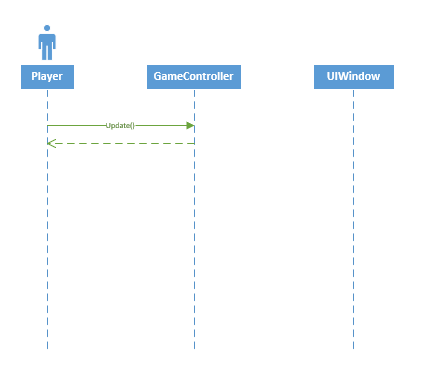 Player
GameController
UIWindow
Update()